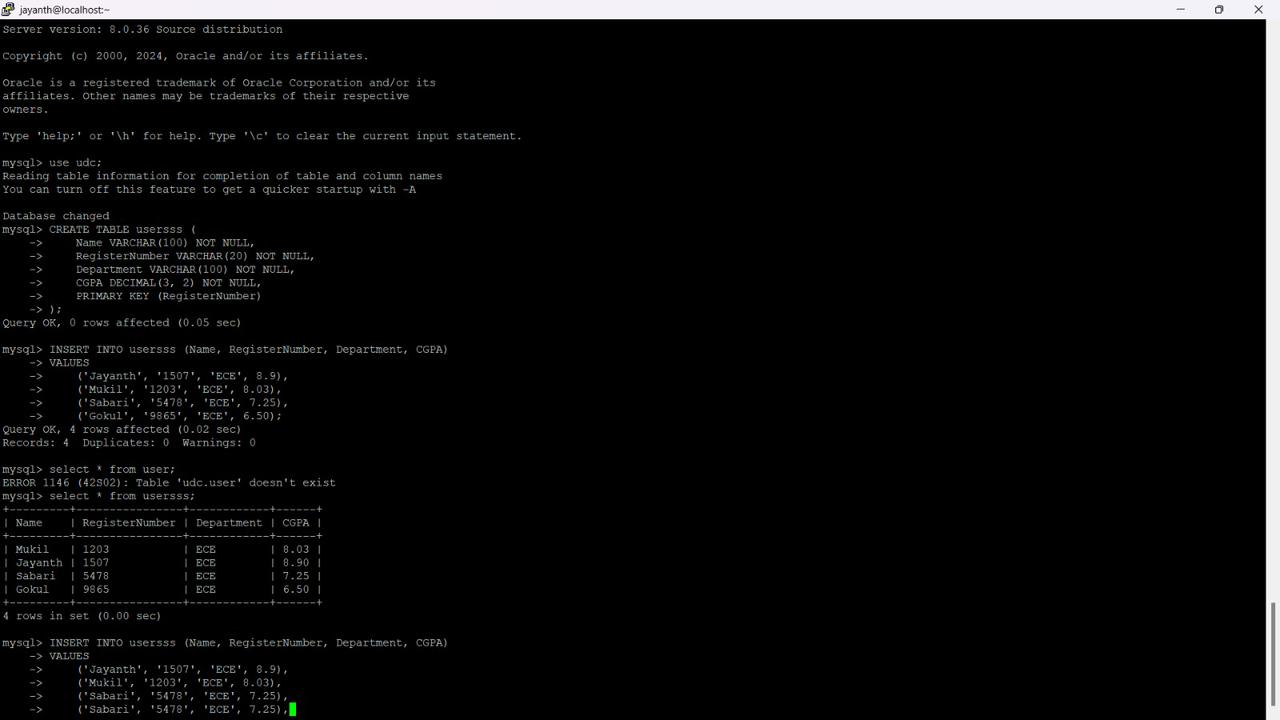 jayanth@localhost:~
Server version: 8.0.36 Source distribution
Copyright (c) 2000, 2024, Oracle and/or its affiliates.
Oracle is a registered trademark of Oracle Corporation and/or its
affiliates. Other names may be trademarks of their respective
owners.
Type 'help;' or '\h' for help. Type '\c' to clear the current input statement.
mysql> use udc;
Reading table information for completion of table and column names
You can turn off this feature to get a quicker startup with -A
Database changed
mysql> CREATE TABLE usersss (
    ->     Name VARCHAR(100) NOT NULL,
    ->     RegisterNumber VARCHAR(20) NOT NULL,
    ->     Department VARCHAR(100) NOT NULL,
    ->     CGPA DECIMAL(3, 2) NOT NULL,
    ->     PRIMARY KEY (RegisterNumber)
    -> );
Query OK, 0 rows affected (0.05 sec)
mysql> INSERT INTO usersss (Name, RegisterNumber, Department, CGPA)
    -> VALUES
    ->     ('Jayanth', '1507', 'ECE', 8.9),
    ->     ('Mukil', '1203', 'ECE', 8.03),
    ->     ('Sabari', '5478', 'ECE', 7.25),
    ->     ('Gokul', '9865', 'ECE', 6.50);
Query OK, 4 rows affected (0.02 sec)
Records: 4  Duplicates: 0  Warnings: 0
mysql> select * from user;
ERROR 1146 (42S02): Table 'udc.user' doesn't exist
mysql> select * from usersss;
+---------+----------------+------------+------+
| Name    | RegisterNumber | Department | CGPA |
+---------+----------------+------------+------+
| Mukil   | 1203           | ECE        | 8.03 |
| Jayanth | 1507           | ECE        | 8.90 |
| Sabari  | 5478           | ECE        | 7.25 |
| Gokul   | 9865           | ECE        | 6.50 |
+---------+----------------+------------+------+
4 rows in set (0.00 sec)
mysql> INSERT INTO usersss (Name, RegisterNumber, Department, CGPA)
    -> VALUES
    ->     ('Jayanth', '1507', 'ECE', 8.9),
    ->     ('Mukil', '1203', 'ECE', 8.03),
    ->     ('Sabari', '5478', 'ECE', 7.25),
    ->     ('Sabari', '5478', 'ECE', 7.25),